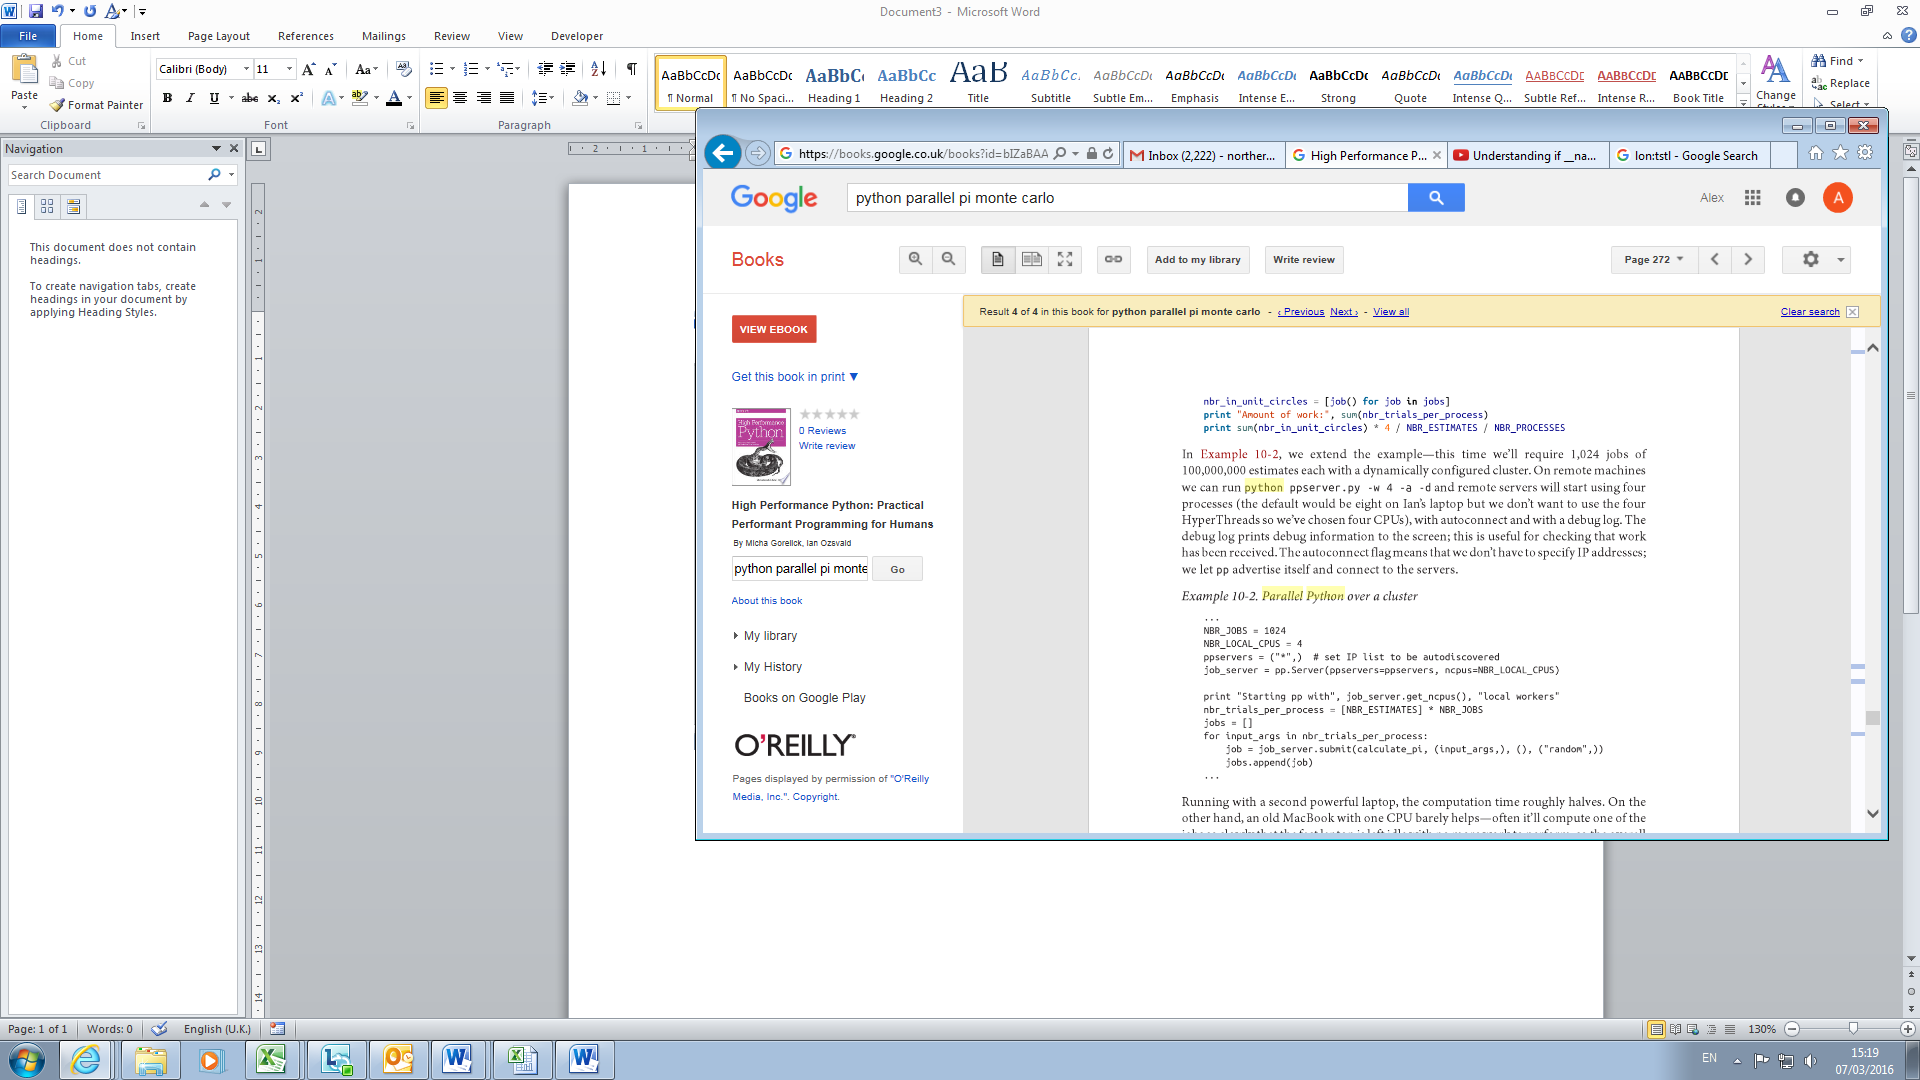 Document3 - Microsoft Word
File Home Insert Page Layout References Mailings Review View Developer
Paste
Cut
Copy
Format Painter
Clipboard
Calibri (Body) 11
Font
Paragraph
AaBbCcDc ¶ Normal
AaBbCcDc ¶ No Spaci...
AaBbCc Heading 1
AaBbCc Heading 2
AaB Title
AaBbCc. Subtitle
AaBbCcDc Subtle Em...
AaBbCcDc Emphasis
AaBbCcDc Intense E...
AaBbCcDc Strong
AaBbCcDc Quote
AaBbCcDc Intense Q...
AABBCCDE Subtle Ref...
AABBCCDE Intense R...
AaBbCcDc Book Title
Change
Find
Replace
Select
Navigation
Search Document
This document does not contain
headings.
To create navigation tabs, create
headings in your document by
applying Heading Styles.
https://books.google.co.uk/books?id=bIZaBAA
Inbox (2,222) - norther...
High Performance P...
Understanding if __na...
lon:tstl - Google Search
Google
python parallel pi monte carlo
Alex
A
Books
Add to my library
Write review
Page 272
Result 4 of 4 in this book for python parallel pi monte carlo - ‹ Previous Next › - View all
Clear search
VIEW EBOOK
Get this book in print ▼
High Performance
Python
0 Reviews
Write review
High Performance Python: Practical
Performant Programming for Humans
By Micha Gorelick, Ian Ozsvald
python parallel pi monte
Go
About this book
My library
My History
Books on Google Play
O'REILLY®
Pages displayed by permission of "O'Reilly
Media, Inc.". Copyright.
nbr_in_unit_circles = [job() for job in jobs]
print "Amount of work:", sum(nbr_trials_per_process)
print sum(nbr_in_unit_circles) * 4 / NBR_ESTIMATES / NBR_PROCESSES
In Example 10-2, we extend the example—this time we'll require 1,024 jobs of
100,000,000 estimates each with a dynamically configured cluster. On remote machines
we can run python ppserver.py -w 4 -a -d and remote servers will start using four
processes (the default would be eight on Ian's laptop but we don't want to use the four
HyperThreads so we've chosen four CPUs), with autoconnect and with a debug log. The
debug log prints debug information to the screen; this is useful for checking that work
has been received. The autoconnect flag means that we don't have to specify IP addresses;
we let pp advertise itself and connect to the servers.
Example 10-2. Parallel Python over a cluster
...
NBR_JOBS = 1024
NBR_LOCAL_CPUS = 4
ppservers = ("*",) # set IP list to be autodiscovered
job_server = pp.Server(ppservers=ppservers, ncpus=NBR_LOCAL_CPUS)
print "Starting pp with", job_server.get_ncpus(), "local workers"
nbr_trials_per_process = [NBR_ESTIMATES] * NBR_JOBS
jobs = []
for input_args in nbr_trials_per_process:
job = job_server.submit(calculate_pi, (input_args,), (), ("random",))
jobs.append(job)
...
Running with a second powerful laptop, the computation time roughly halves. On the
other hand, an old MacBook with one CPU barely helps—often it'll compute one of the
Page: 1 of 1 Words: 0 English (U.K.)
130%
EN
15:19
07/03/2016